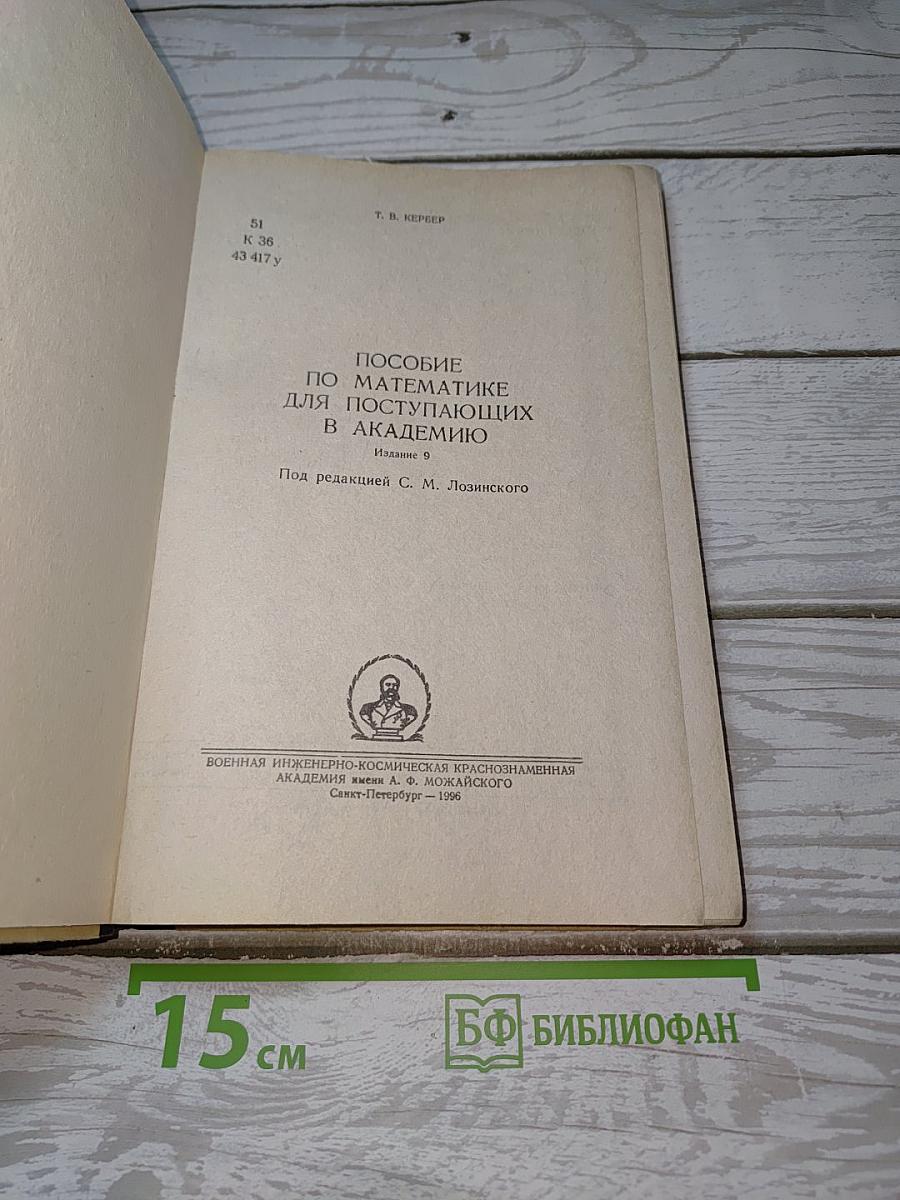 51
К 36
43 417 у
Т. В. КЕРБЕР
ПОСОБИЕ
ПО МАТЕМАТИКЕ
ДЛЯ ПОСТУПАЮЩИХ
В АКАДЕМИЮ
Издание 9
Под редакцией С. М. Лозинского
ВОЕННАЯ ИНЖЕНЕРНО-КОСМИЧЕСКАЯ КРАСНОЗНАМЕННАЯ
АКАДЕМИЯ имени А. Ф. МОЖАЙСКОГО
Санкт-Петербург — 1996
15 см
БФ БИБЛИОФАН